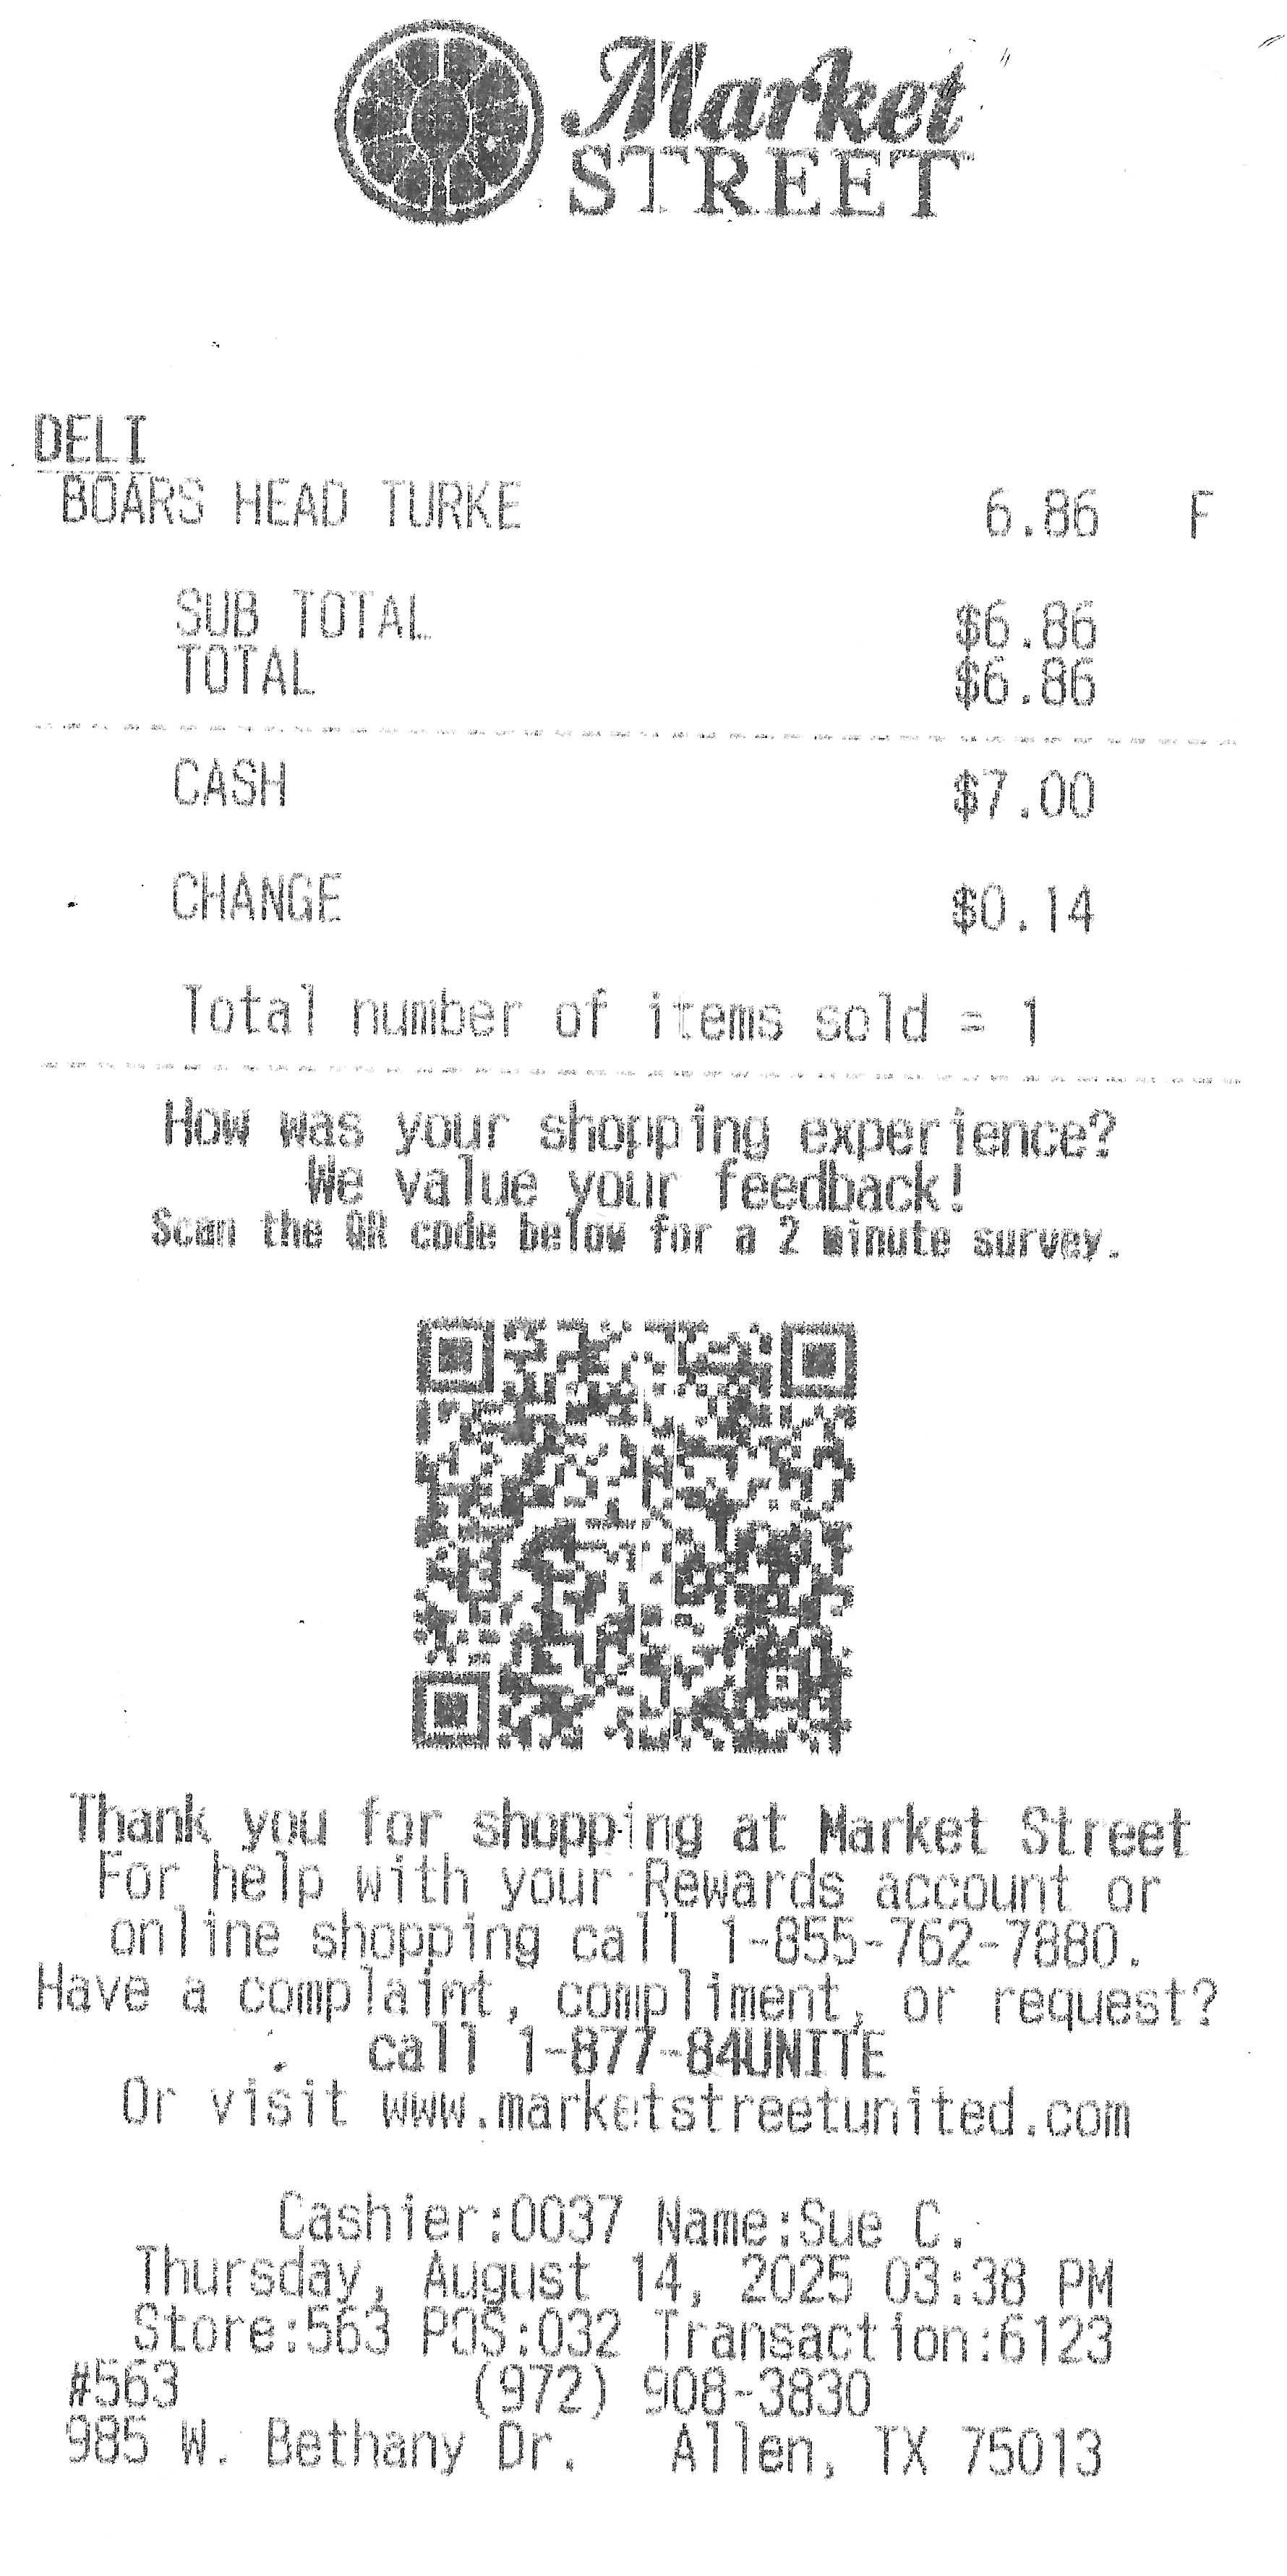 Market
STREET
DELI
BOARS HEAD TURKE 6.86 F
SUB TOTAL $6.86
TOTAL $6.86
CASH $7.00
CHANGE $0.14
Total number of items sold = 1
How was your shopping experience?
We value your feedback!
Scan the QR code below for a 2 minute survey.
Thank you for shopping at Market Street
For help with your Rewards account or
online shopping call 1-855-762-7880.
Have a complaint, compliment, or request?
call 1-877-84UNITE
Or visit www.marketstreetunited.com
Cashier:0037 Name:Sue C.
Thursday, August 14, 2025 03:38 PM
Store:563 POS:032 Transaction:6123
#563 (972) 908-3830
985 W. Bethany Dr. Allen, TX 75013